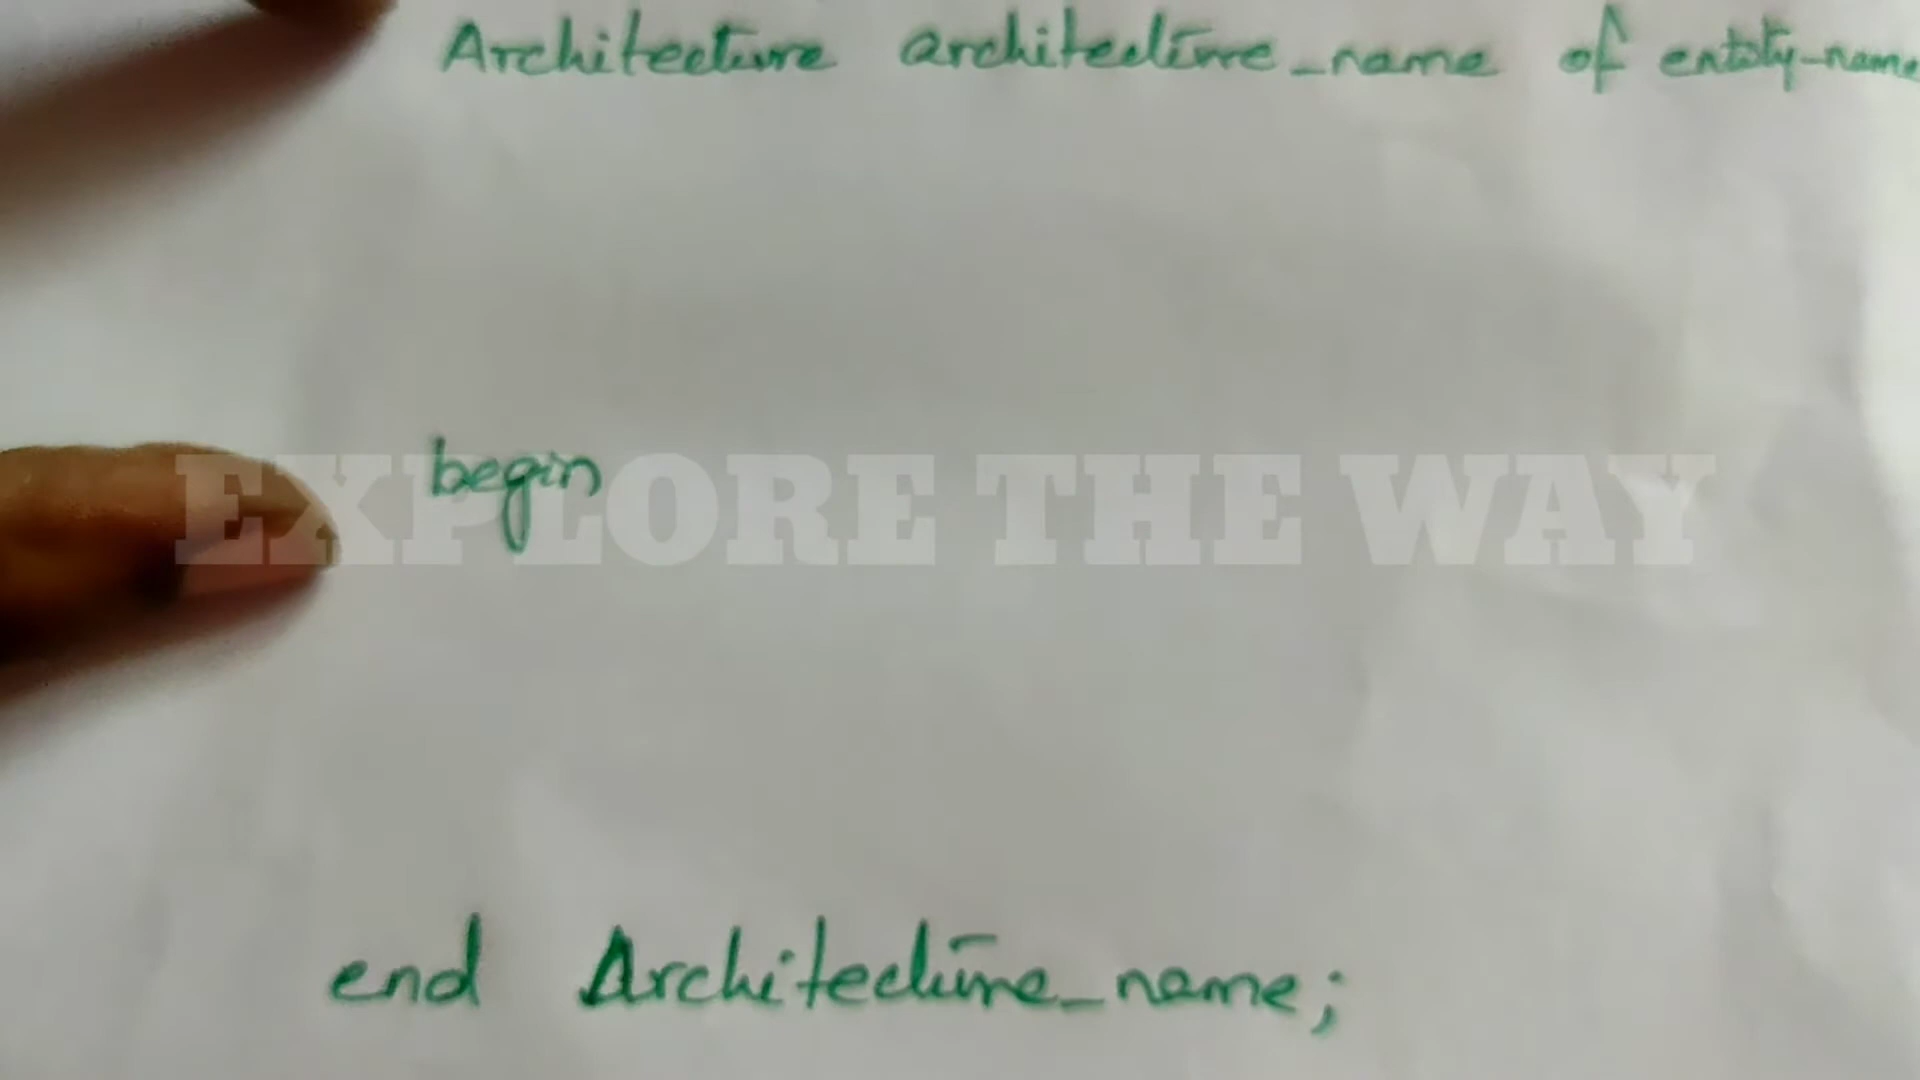 Architecture architecture_name of entity-name
begin
EXPLORE THE WAY
end Architecture_name;